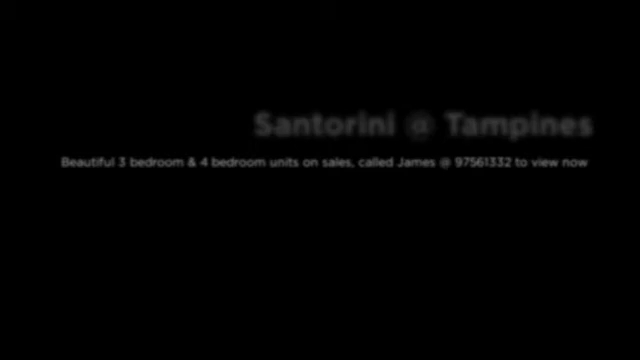 Santorini @ Tampines
Beautiful 3 bedroom & 4 bedroom units on sales, called James @ 97561332 to view now